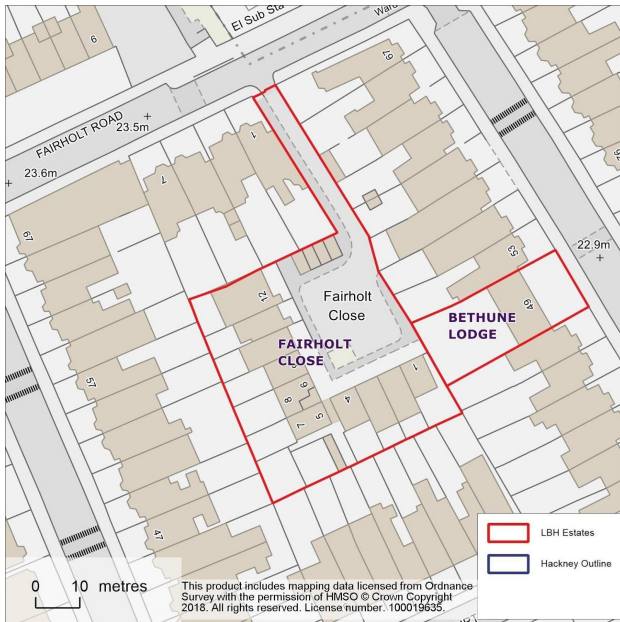 El Sub Sta
Ward
9
67
FAIRHOLT ROAD
23.5m
23.6m
1
7
76
69
53
22.9m
12
Fairholt
Close
49
BETHUNE
LODGE
FAIRHOLT
CLOSE
57
1
6
8
4
5
7
47
0 10 metres
This product includes mapping data licensed from Ordnance
Survey with the permission of HMSO © Crown Copyright
2018. All rights reserved. License number. 100019635.
LBH Estates
Hackney Outline